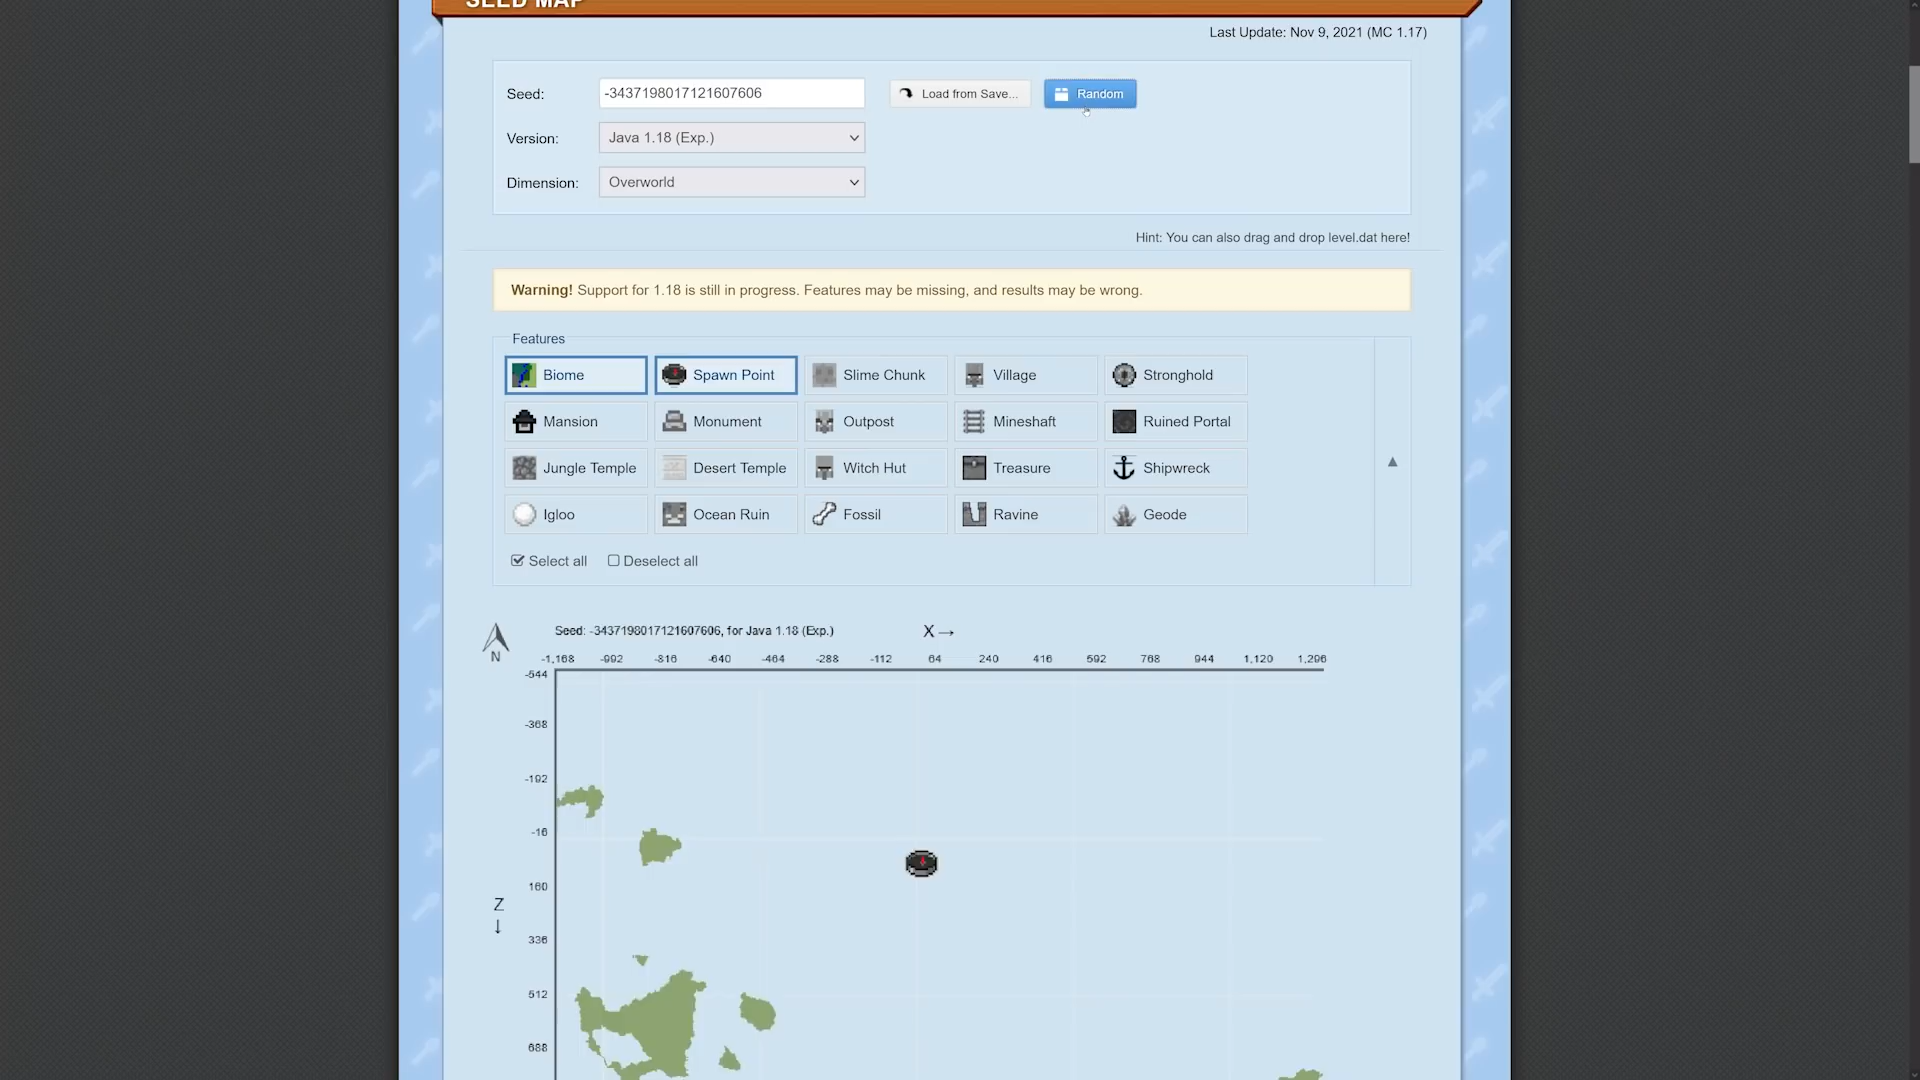 SEED MAP
Last Update: Nov 9, 2021 (MC 1.17)
Seed: -3437198017121607606 Load from Save... Random
Version: Java 1.18 (Exp.)
Dimension: Overworld
Hint: You can also drag and drop level.dat here!
Warning! Support for 1.18 is still in progress. Features may be missing, and results may be wrong.
Features
Biome Spawn Point Slime Chunk Village Stronghold
Mansion Monument Outpost Mineshaft Ruined Portal
Jungle Temple Desert Temple Witch Hut Treasure Shipwreck
Igloo Ocean Ruin Fossil Ravine Geode
Select all Deselect all
Seed: -3437198017121607606, for Java 1.18 (Exp.) X→
N
-1,168 -992 -816 -640 -464 -288 -112 64 240 416 592 768 944 1,120 1,296
-544
-368
-192
-16
160
Z
↓
336
512
688